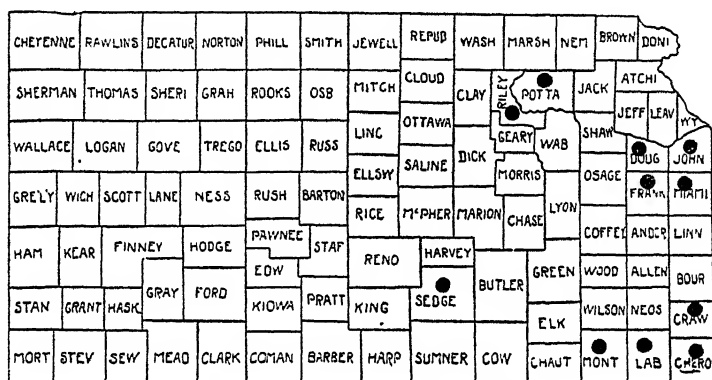 CHEYENNE RAWLINS DECATUR NORTON PHILL SMITH JEWELL REPUB WASH MARSH NEM BROWN DONI
SHERMAN THOMAS SHERI GRAH ROOKS OSB MITCH CLOUD CLAY RILEY POTTA JACK ATCHI
JEFF LEAV WY
OTTAWA
WALLACE LOGAN GOVE TREGO ELLIS RUSS LINC GEARY WAB SHAW DOUG JOHN
SALINE DICK
ELLSW MORRIS OSAGE
GRE'LY WICH SCOTT LANE NESS RUSH BARTON RICE M'PHER MARION CHASE LYON FRANK MIAMI
HAM KEAR FINNEY HODGE PAWNEE STAF RENO HARVEY COFFEY ANDER LINN
EDW
STAN GRANT HASK GRAY FORD KIOWA PRATT KING SEDGE BUTLER GREEN WOOD ALLEN BOUR
ELK WILSON NEOS CRAW
MORT STEV SEW MEAD CLARK COMAN BARBER HARP SUMNER COW CHAUT MONT LAB CHERO